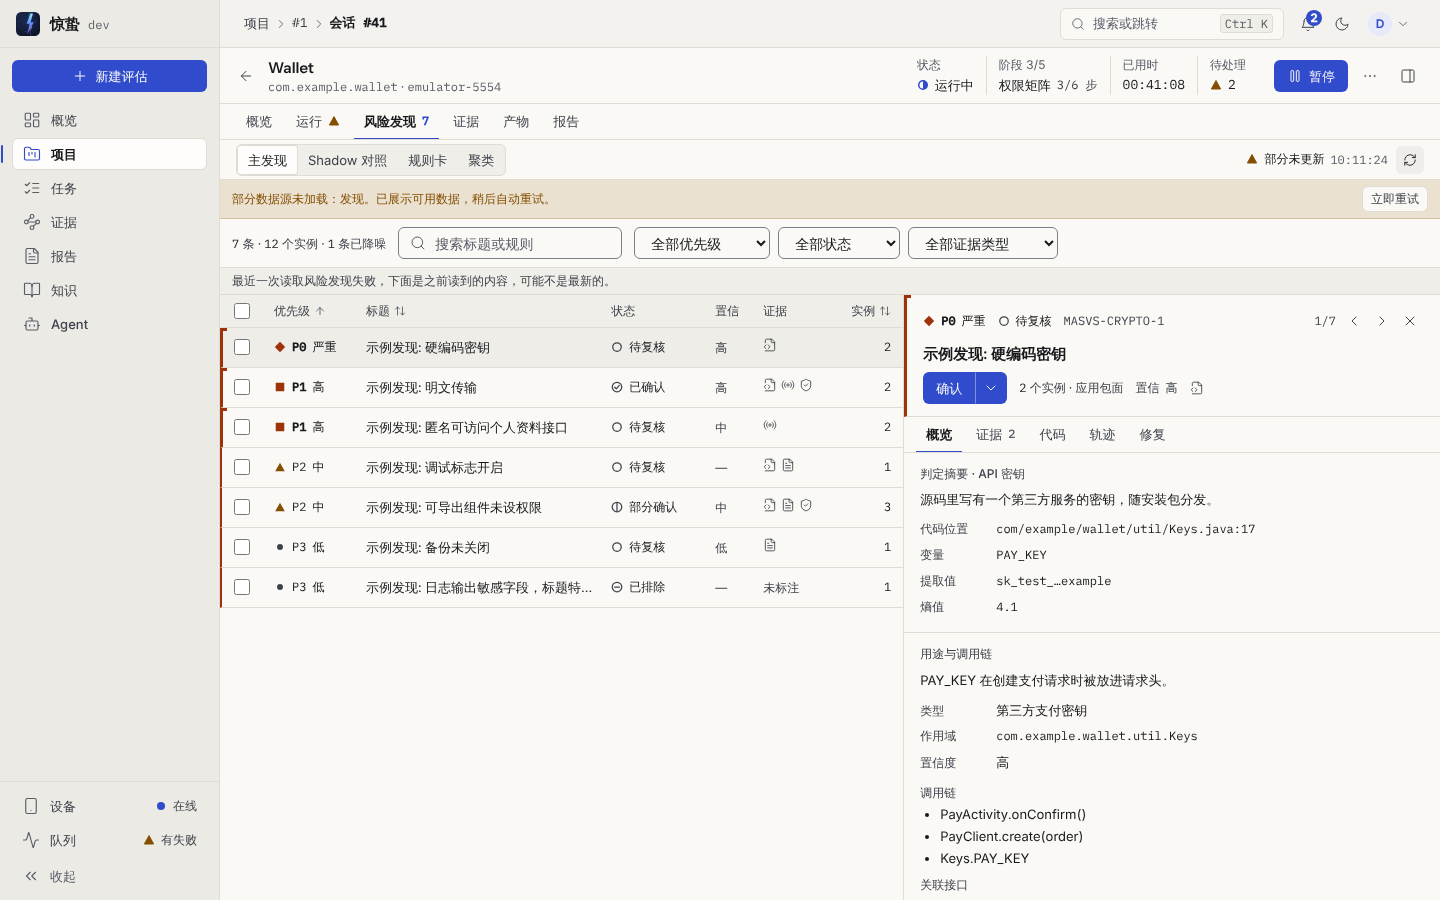 惊蛰 dev
项目 > #1 > 会话 #41
搜索或跳转 Ctrl K
2
D
新建评估
概览
项目
任务
证据
报告
知识
Agent
设备 在线
队列 有失败
收起
Wallet
com.example.wallet · emulator-5554
状态 阶段 3/5 已用时 待处理
运行中 权限矩阵 3/6 步 00:41:08 2
暂停
概览 运行 风险发现 7 证据 产物 报告
主发现 Shadow 对照 规则卡 聚类
部分未更新 10:11:24
部分数据源未加载：发现。已展示可用数据，稍后自动重试。
立即重试
7 条 · 12 个实例 · 1 条已降噪
搜索标题或规则
全部优先级 全部状态 全部证据类型
最近一次读取风险发现失败，下面是之前读到的内容，可能不是最新的。
优先级 标题 状态 置信 证据 实例
P0 严重 示例发现: 硬编码密钥 待复核 高 2
P1 高 示例发现: 明文传输 已确认 高 2
P1 高 示例发现: 匿名可访问个人资料接口 待复核 中 2
P2 中 示例发现: 调试标志开启 待复核 — 1
P2 中 示例发现: 可导出组件未设权限 部分确认 中 3
P3 低 示例发现: 备份未关闭 待复核 低 1
P3 低 示例发现: 日志输出敏感字段，标题特... 已排除 — 未标注 1
P0 严重 待复核 MASVS-CRYPTO-1 1/7
示例发现: 硬编码密钥
确认 2 个实例 · 应用包面 置信 高
概览 证据 2 代码 轨迹 修复
判定摘要 · API 密钥
源码里写有一个第三方服务的密钥，随安装包分发。
代码位置 com/example/wallet/util/Keys.java:17
变量 PAY_KEY
提取值 sk_test_…example
熵值 4.1
用途与调用链
PAY_KEY 在创建支付请求时被放进请求头。
类型 第三方支付密钥
作用域 com.example.wallet.util.Keys
置信度 高
调用链
• PayActivity.onConfirm()
• PayClient.create(order)
• Keys.PAY_KEY
关联接口